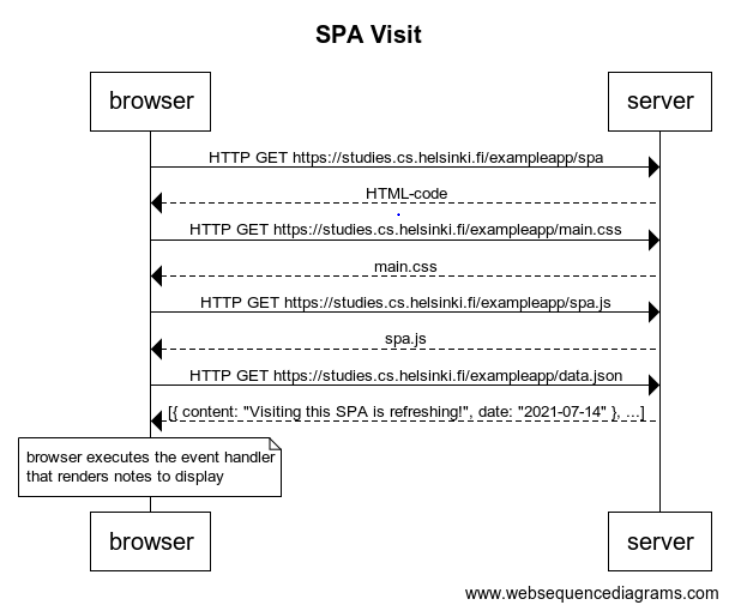 SPA Visit
browser
server
HTTP GET https://studies.cs.helsinki.fi/exampleapp/spa
HTML-code
HTTP GET https://studies.cs.helsinki.fi/exampleapp/main.css
main.css
HTTP GET https://studies.cs.helsinki.fi/exampleapp/spa.js
spa.js
HTTP GET https://studies.cs.helsinki.fi/exampleapp/data.json
[{ content: "Visiting this SPA is refreshing!", date: "2021-07-14" }, ...]
browser executes the event handler
that renders notes to display
browser
server
www.websequencediagrams.com